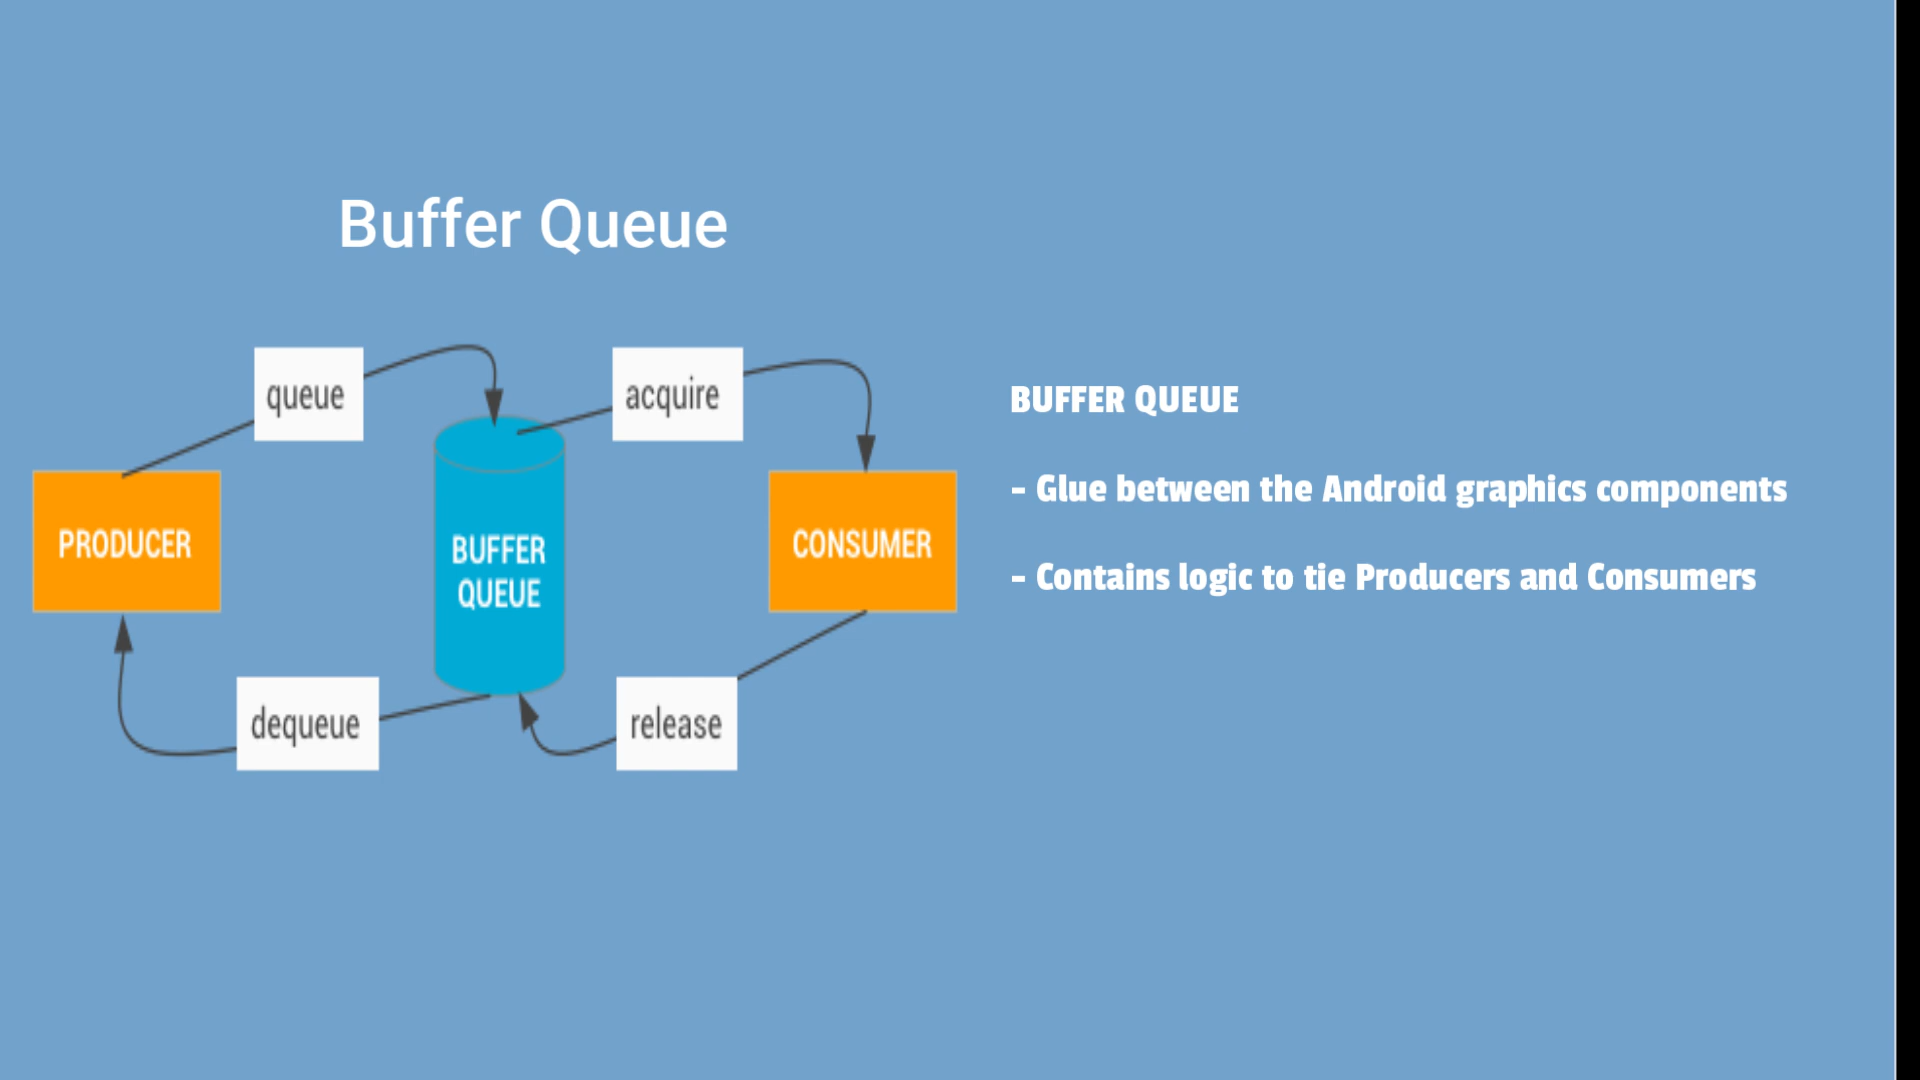 Buffer Queue
queue
acquire
PRODUCER
BUFFER
QUEUE
CONSUMER
dequeue
release
BUFFER QUEUE
- Glue between the Android graphics components
- Contains logic to tie Producers and Consumers